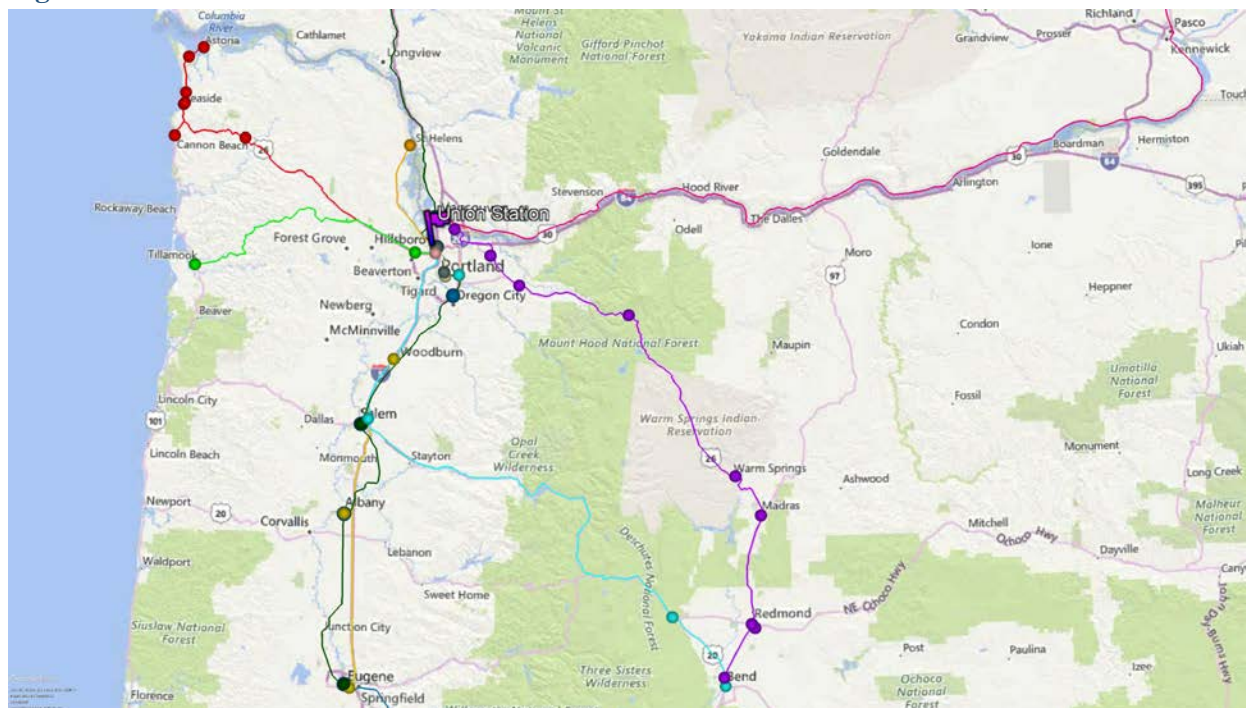 Columbia
River
Astoria
Cathlamet
Mount St
Helens
National
Volcanic
Monument
Longview
Gifford Pinchot
National Forest
Yakama Indian Reservation
Grandview
Prosser
Richland
Pasco
Kennewick
Touch
Seaside
Cannon Beach
26
St Helens
Goldendale
Boardman
Hermiston
30
84
395
Stevenson
84
Hood River
Arlington
Rockaway Beach
Union Station
30
The Dalles
Odell
Forest Grove
Hillsboro
Tillamook
Beaverton
Portland
Moro
Ione
97
Tigard
Oregon City
Heppner
Beaver
Newberg
McMinnville
Mount Hood National Forest
Maupin
Condon
Ukiah
Woodburn
5
Umatilla
National
Forest
Lincoln City
101
Dallas
Salem
Fossil
Warm Springs Indian
Reservation
Opal
Creek
Wilderness
Monument
Lincoln Beach
Monmouth
Stayton
26
Warm Springs
Long Creek
Ashwood
Newport
20
Albany
Madras
Malheur
National
Forest
Corvallis
Mitchell
Ochoco Hwy
Dayville
Waldport
Lebanon
Deschutes National
Forest
Sweet Home
Redmond
NE Ochoco Hwy
John Day-Burns Hwy
Siuslaw National
Forest
Junction City
20
Post
Paulina
Izee
Three Sisters
Wilderness
Bend
Eugene
Springfield
Florence
Ochoco
National
Forest